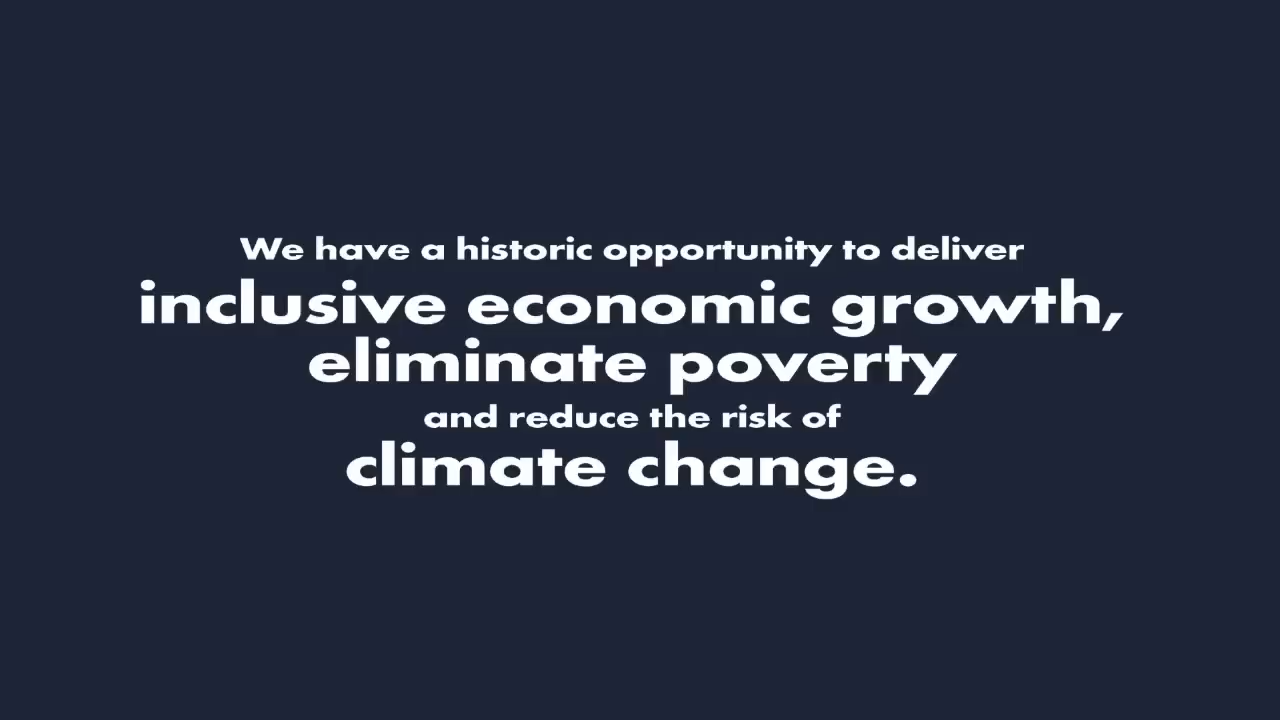 We have a historic opportunity to deliver
inclusive economic growth,
eliminate poverty
and reduce the risk of
climate change.